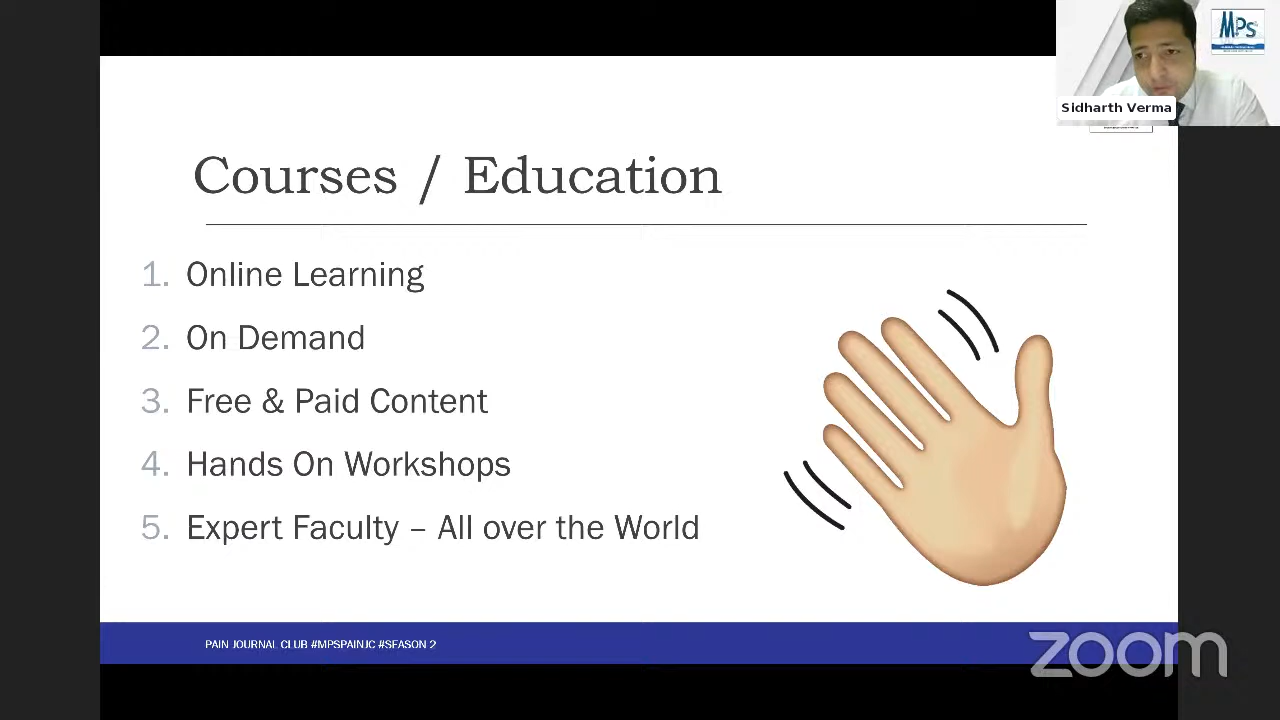 MPS
Sidharth Verma
Courses / Education
1. Online Learning
2. On Demand
3. Free & Paid Content
4. Hands On Workshops
5. Expert Faculty – All over the World
PAIN JOURNAL CLUB #MPSPAINJC #SEASON 2
zoom